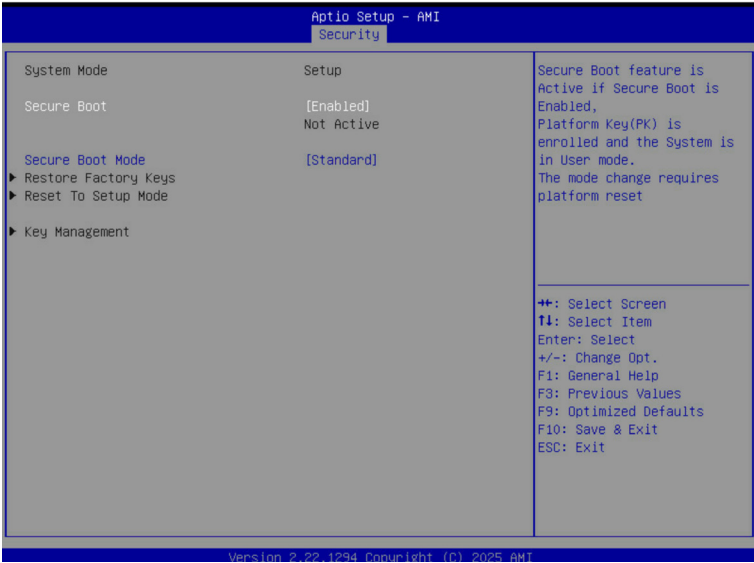 Aptio Setup - AMI
Security
System Mode Setup
Secure Boot [Enabled]
Not Active
Secure Boot Mode [Standard]
▶ Restore Factory Keys
▶ Reset To Setup Mode
▶ Key Management
Secure Boot feature is
Active if Secure Boot is
Enabled,
Platform Key(PK) is
enrolled and the System is
in User mode.
The mode change requires
platform reset
→←: Select Screen
↑↓: Select Item
Enter: Select
+/-: Change Opt.
F1: General Help
F3: Previous Values
F9: Optimized Defaults
F10: Save & Exit
ESC: Exit
Version 2.22.1294 Copyright (C) 2025 AMI